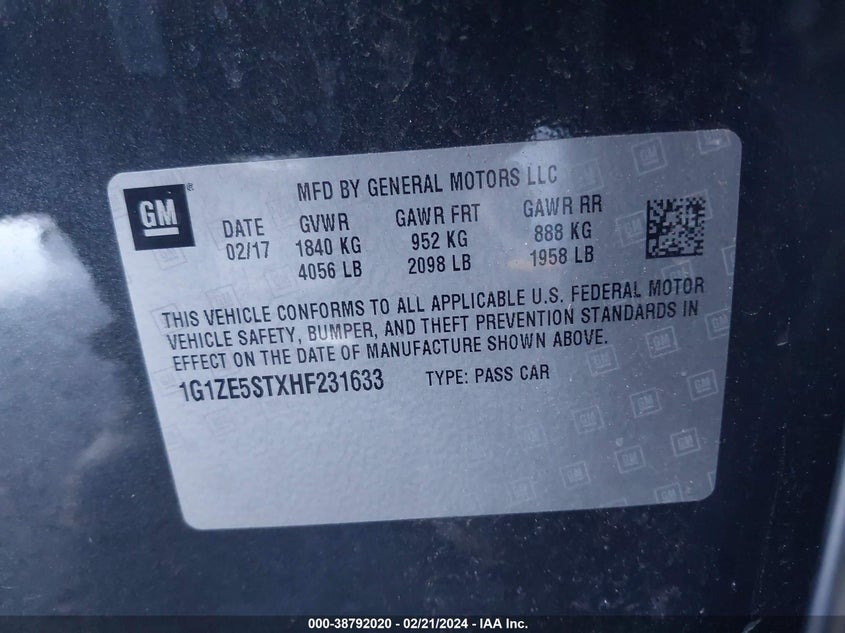 GM
MFD BY GENERAL MOTORS LLC
DATE GVWR GAWR FRT GAWR RR
02/17 1840 KG 952 KG 888 KG
4056 LB 2098 LB 1958 LB
THIS VEHICLE CONFORMS TO ALL APPLICABLE U.S. FEDERAL MOTOR
VEHICLE SAFETY, BUMPER, AND THEFT PREVENTION STANDARDS IN
EFFECT ON THE DATE OF MANUFACTURE SHOWN ABOVE.
1G1ZE5STXHF231633 TYPE: PASS CAR
000-38792020 - 02/21/2024 - IAA Inc.